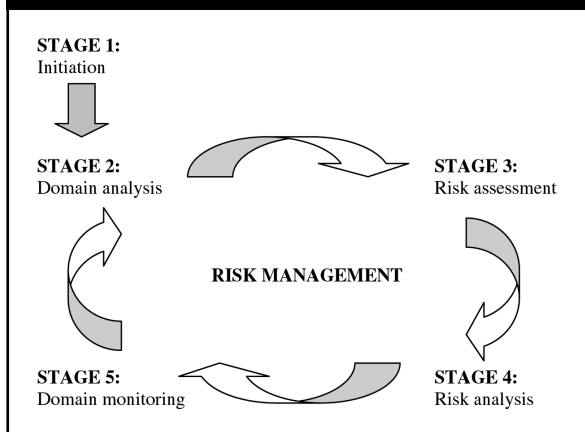 STAGE 1:
Initiation
STAGE 2:
Domain analysis
STAGE 3:
Risk assessment
RISK MANAGEMENT
STAGE 5:
Domain monitoring
STAGE 4:
Risk analysis